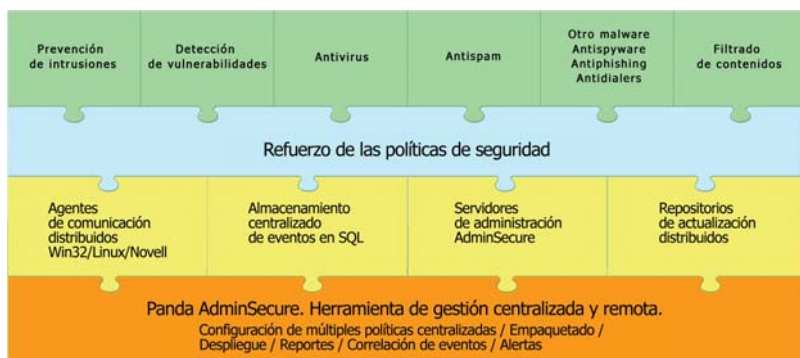 Prevención
de intrusiones
Detección
de vulnerabilidades
Antivirus
Antispam
Otro malware
Antispyware
Antiphishing
Antidialers
Filtrado
de contenidos
Refuerzo de las políticas de seguridad
Agentes
de comunicación
distribuidos
Win32/Linux/Novell
Almacenamiento
centralizado
de eventos en SQL
Servidores
de administración
AdminSecure
Repositorios
de actualización
distribuidos
Panda AdminSecure. Herramienta de gestión centralizada y remota.
Configuración de múltiples políticas centralizadas / Empaquetado /
Despliegue / Reportes / Correlación de eventos / Alertas